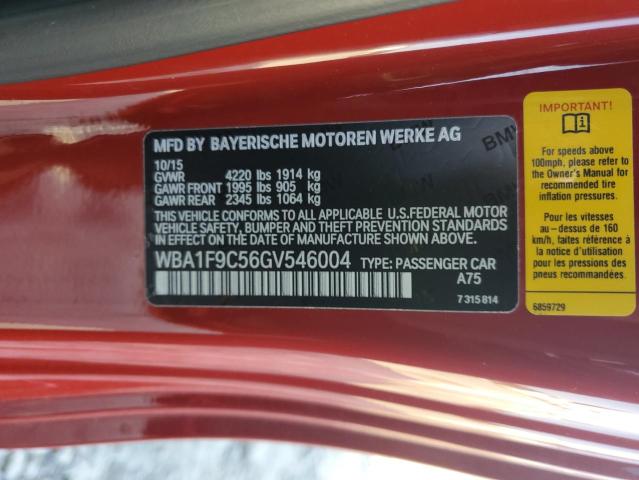 MFD BY BAYERISCHE MOTOREN WERKE AG
10/15
GVWR 4220 lbs 1914 kg
GAWR FRONT 1995 lbs 905 kg
GAWR REAR 2345 lbs 1064 kg
THIS VEHICLE CONFORMS TO ALL APPLICABLE U.S.FEDERAL MOTOR
VEHICLE SAFETY, BUMPER AND THEFT PREVENTION STANDARDS IN
EFFECT ON THE DATE OF MANUFACTURE SHOWN ABOVE.
WBA1F9C56GV546004 TYPE: PASSENGER CAR
A75
7 315 814
IMPORTANT!
For speeds above
100mph, please refer to
the Owner's Manual for
recommended tire
inflation pressures.
Pour les vitesses
au-dessus de 160
km/h, faites référence à
la notice d'utilisation
pneus recommandées.
6859729